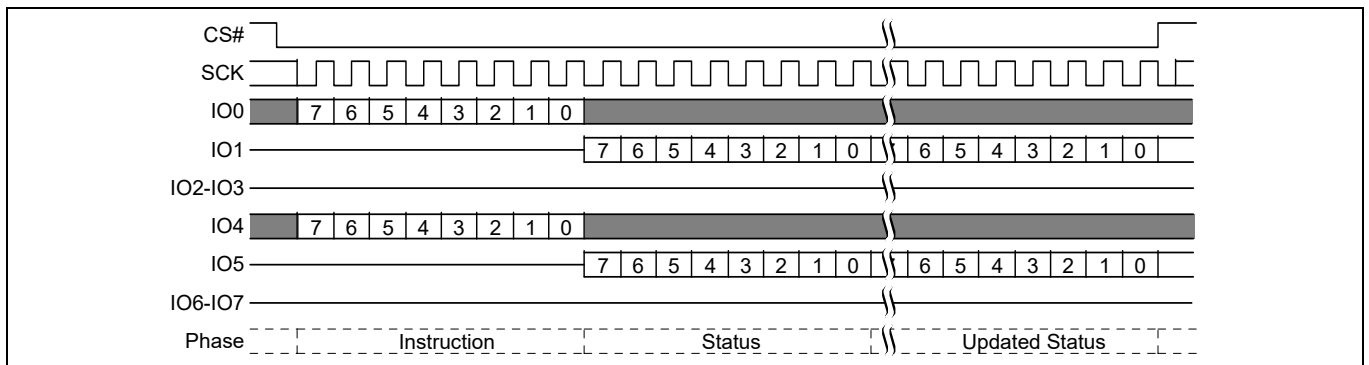 CS#
SCK
IO0 7 6 5 4 3 2 1 0
IO1 7 6 5 4 3 2 1 0 6 5 4 3 2 1 0
IO2-IO3
IO4 7 6 5 4 3 2 1 0
IO5 7 6 5 4 3 2 1 0 6 5 4 3 2 1 0
IO6-IO7
Phase Instruction Status Updated Status